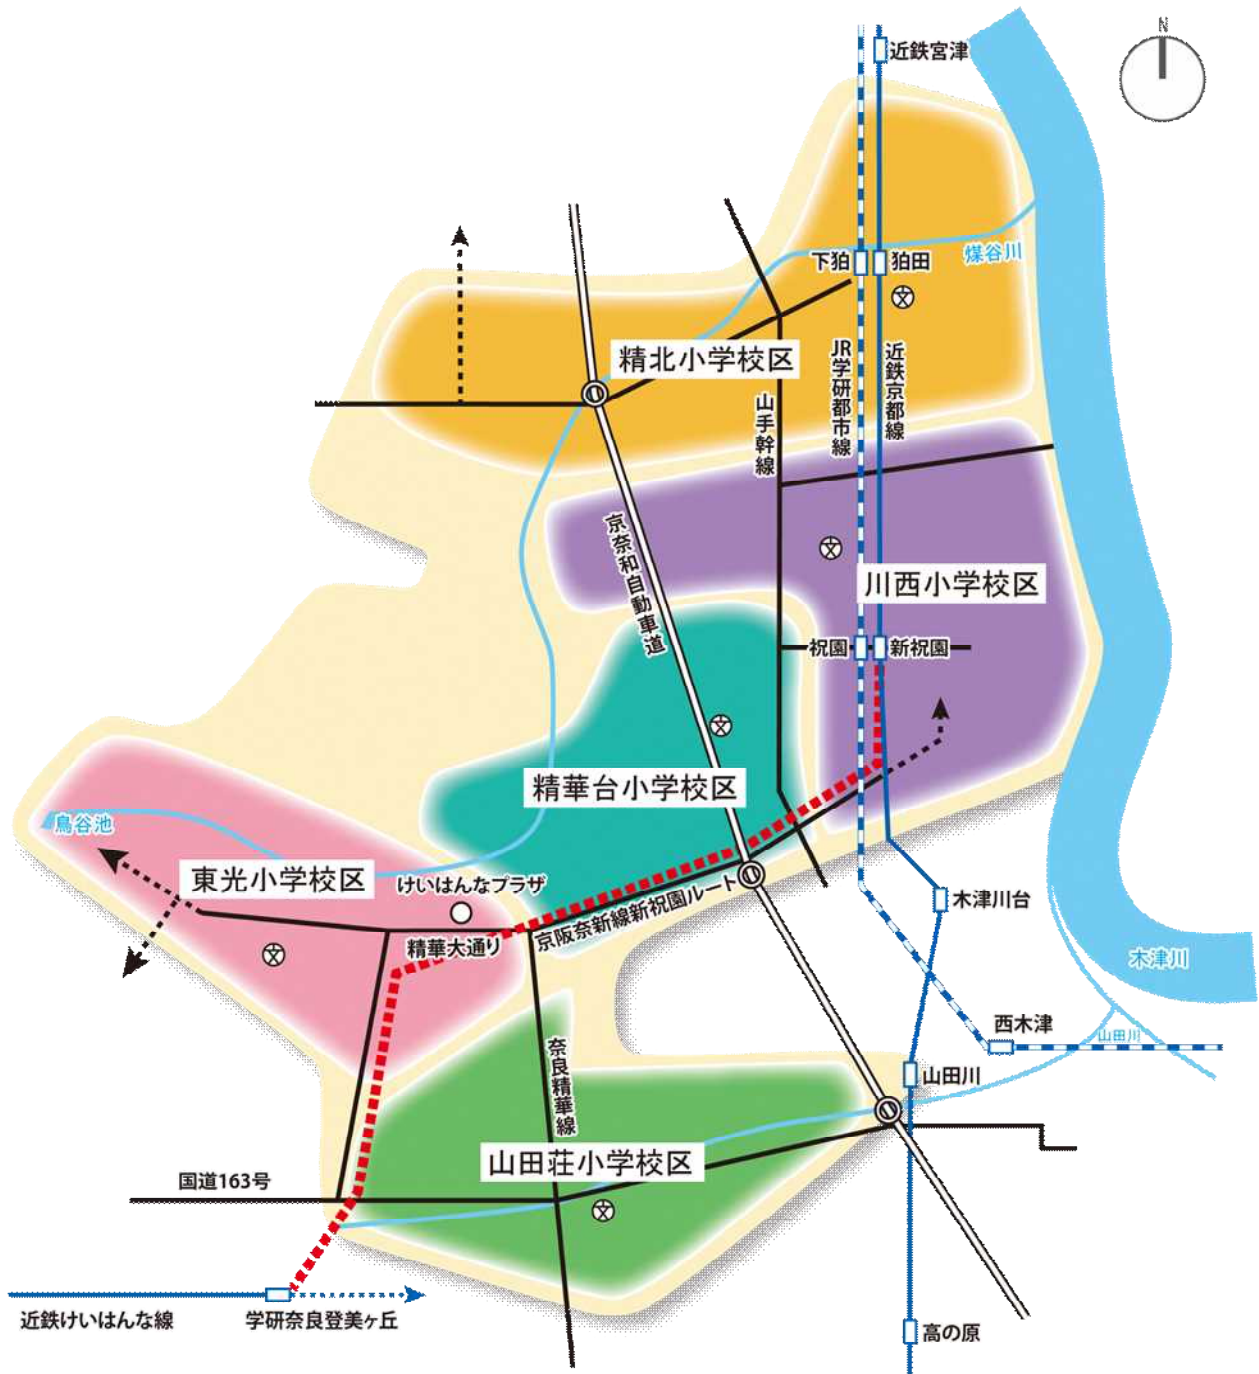 N
近鉄宮津
下狛
狛田
煤谷川
精北小学校区
JR学研都市線
近鉄京都線
山手幹線
京奈和自動車道
川西小学校区
祝園
新祝園
精華台小学校区
鳥谷池
東光小学校区
けいはんなプラザ
精華大通り
京阪奈新線新祝園ルート
木津川台
木津川
西木津
山田川
山田川
奈良精華線
山田荘小学校区
国道163号
近鉄けいはんな線
学研奈良登美ヶ丘
高の原